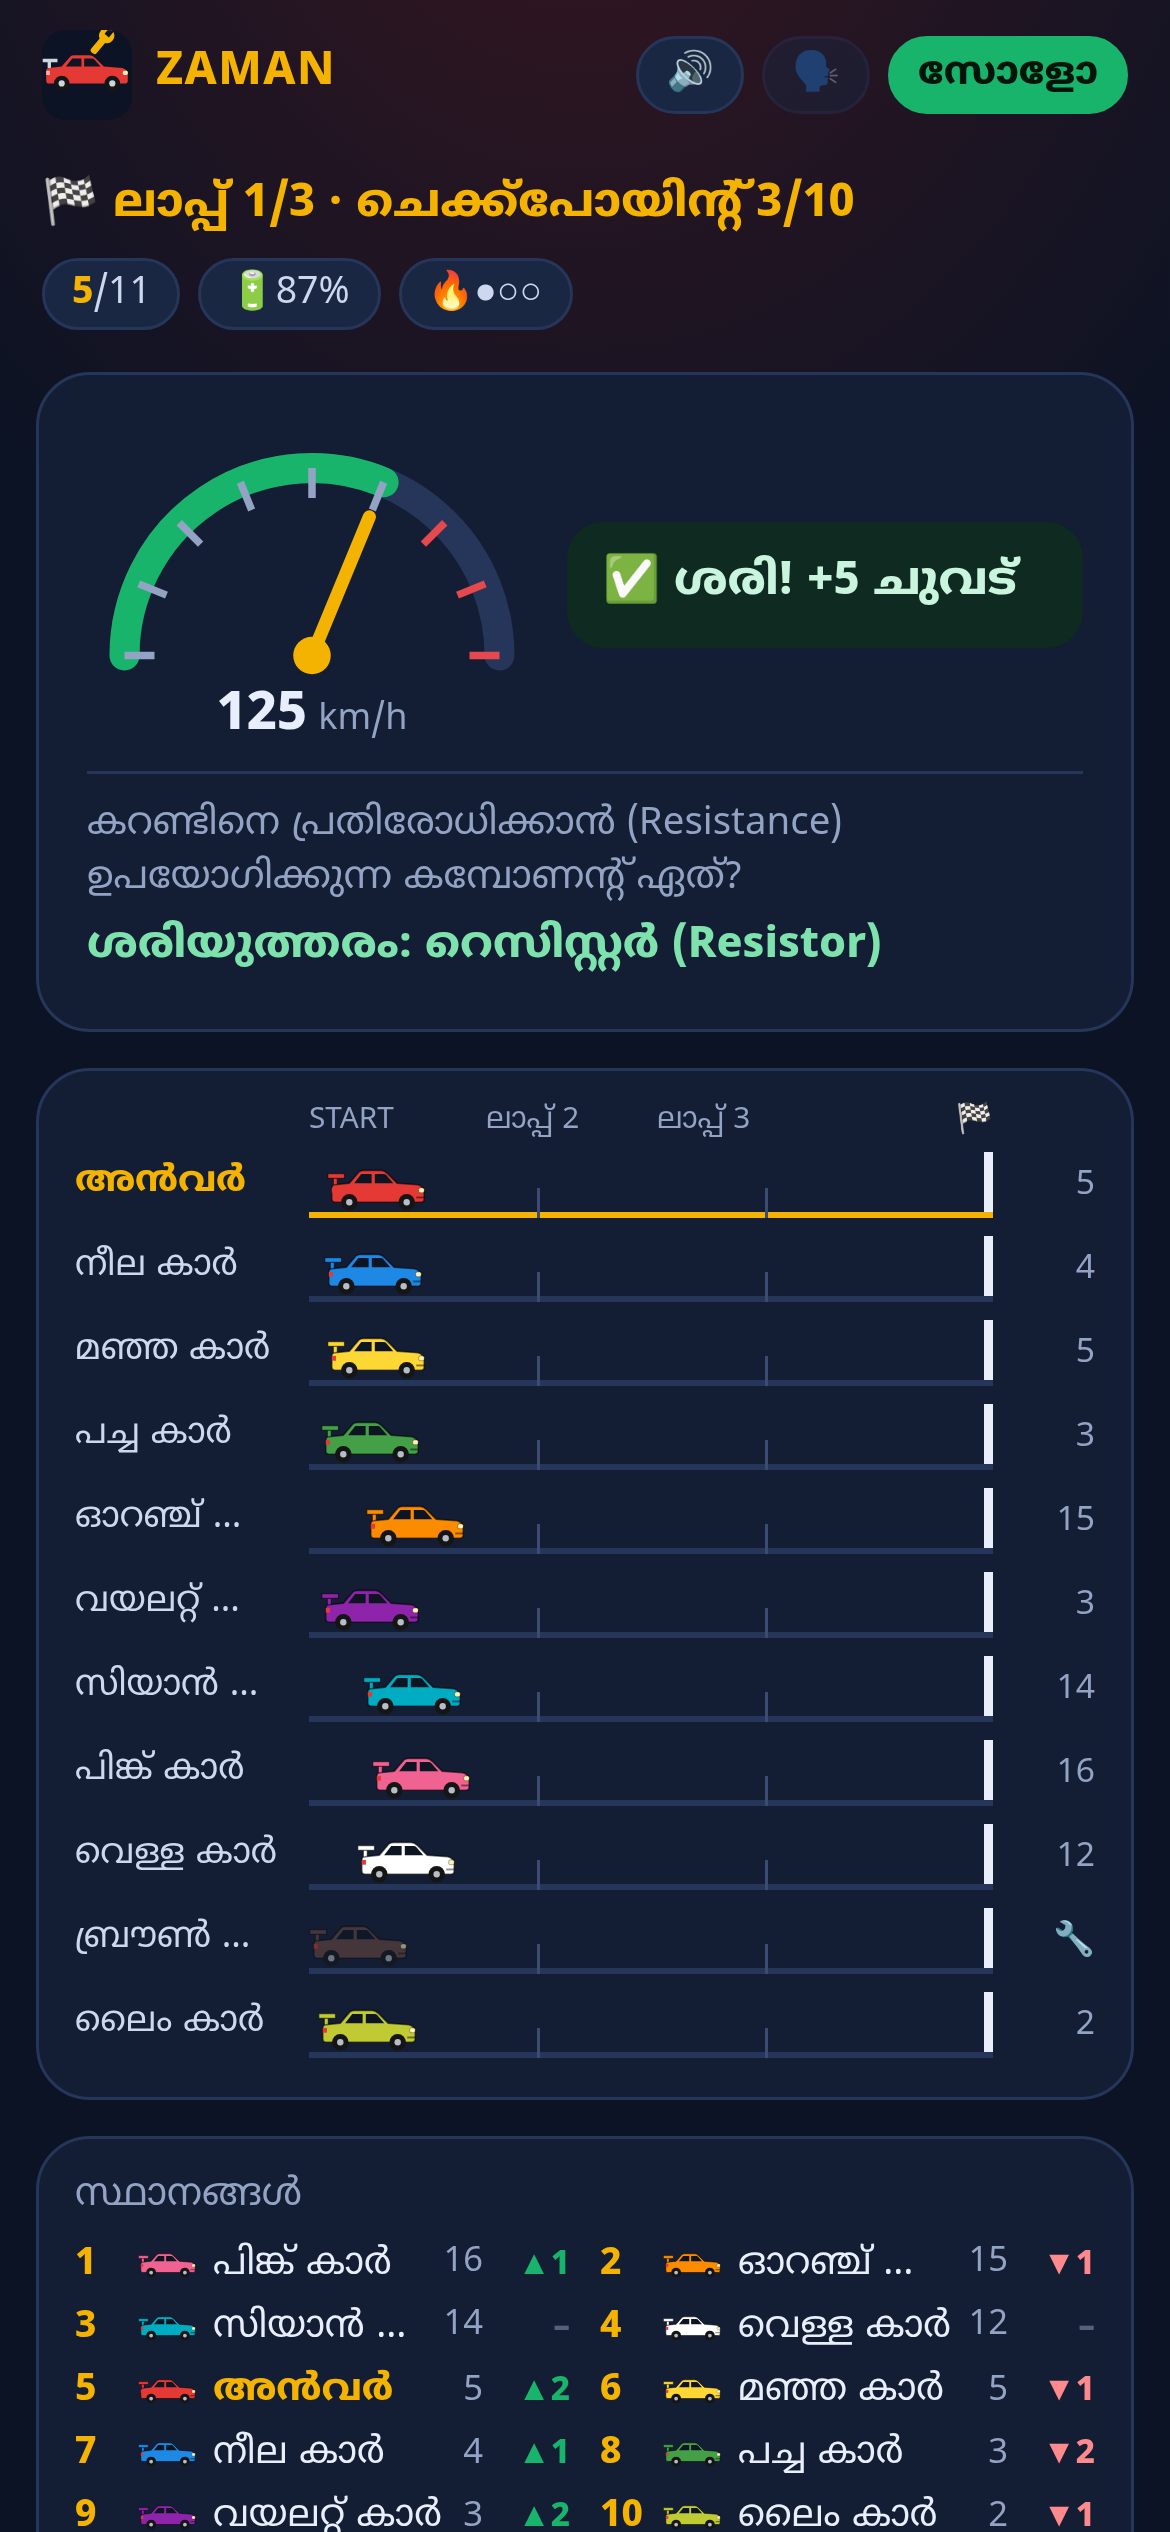 ZAMAN
സോളോ
ലാപ്പ് 1/3 · ചെക്ക്പോയിന്റ് 3/10
5/11
87%
✅ ശരി! +5 ചുവട്
125 km/h
കറണ്ടിനെ പ്രതിരോധിക്കാൻ (Resistance)
ഉപയോഗിക്കുന്ന കമ്പോണന്റ് ഏത്?
ശരിയുത്തരം: റെസിസ്റ്റർ (Resistor)
START ലാപ്പ് 2 ലാപ്പ് 3
അൻവർ 5
നീല കാർ 4
മഞ്ഞ കാർ 5
പച്ച കാർ 3
ഓറഞ്ച് ... 15
വയലറ്റ് ... 3
സിയാൻ ... 14
പിങ്ക് കാർ 16
വെള്ള കാർ 12
ബ്രൗൺ ...
ലൈം കാർ 2
സ്ഥാനങ്ങൾ
1 പിങ്ക് കാർ 16 ▲1 2 ഓറഞ്ച് ... 15 ▼1
3 സിയാൻ ... 14 – 4 വെള്ള കാർ 12 –
5 അൻവർ 5 ▲2 6 മഞ്ഞ കാർ 5 ▼1
7 നീല കാർ 4 ▲1 8 പച്ച കാർ 3 ▼2
9 വയലറ്റ് കാർ 3 ▲2 10 ലൈം കാർ 2 ▼1